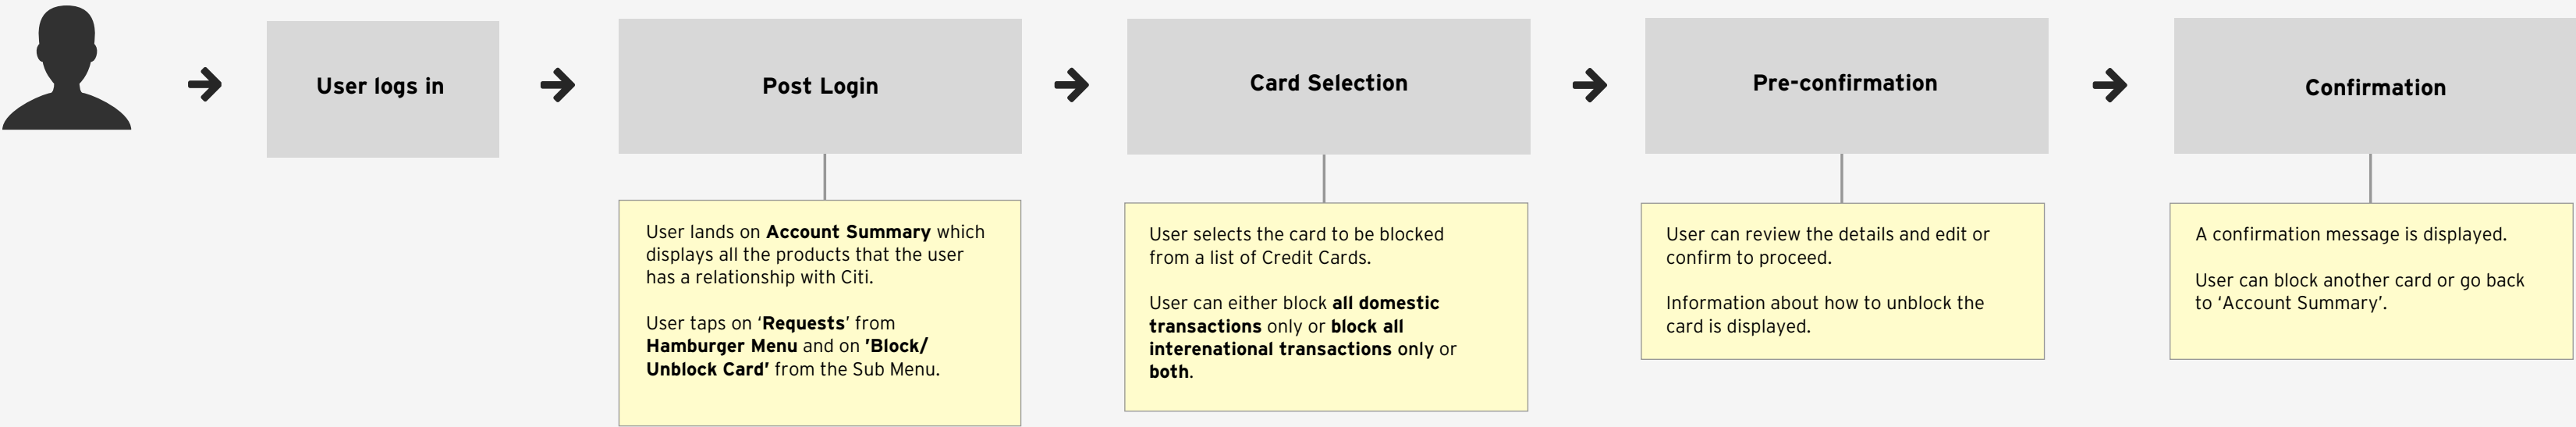 User logs in
Post Login
Card Selection
Pre-confirmation
Confirmation
User lands on Account Summary which
displays all the products that the user
has a relationship with Citi.
User taps on ‘Requests’ from
Hamburger Menu and on ’Block/
Unblock Card’ from the Sub Menu.
User selects the card to be blocked
from a list of Credit Cards.
User can either block all domestic
transactions only or block all
interenational transactions only or
both.
User can review the details and edit or
confirm to proceed.
Information about how to unblock the
card is displayed.
A confirmation message is displayed.
User can block another card or go back
to ‘Account Summary’.